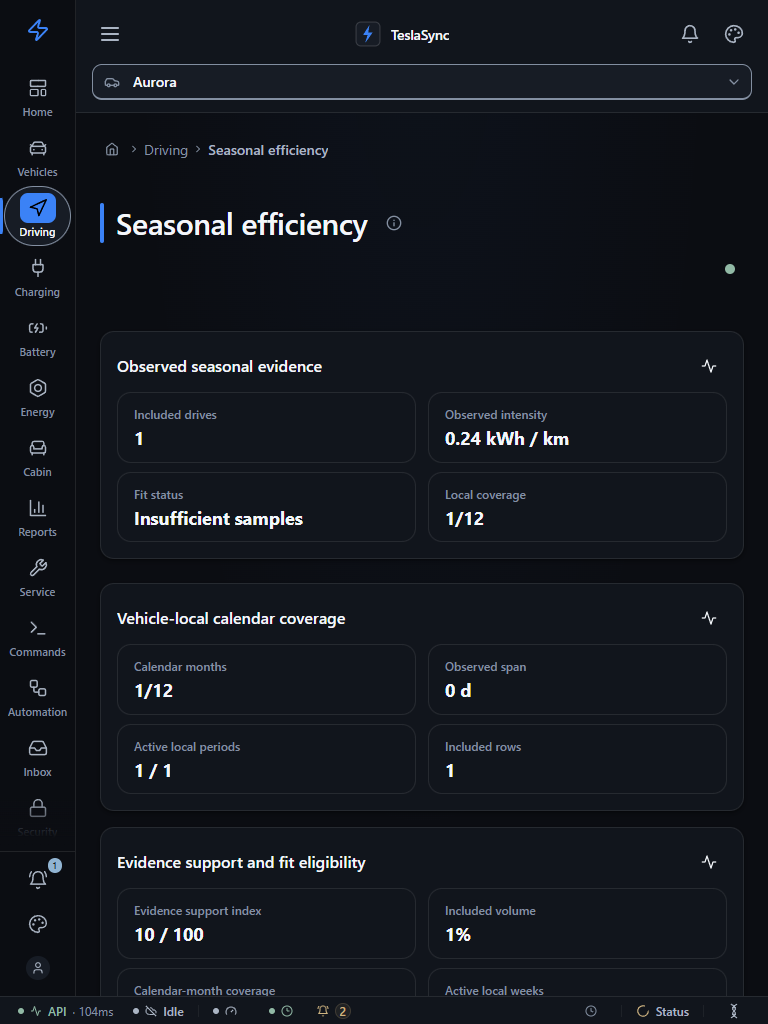 TeslaSync
Aurora
Home
Vehicles
Driving
Charging
Battery
Energy
Cabin
Reports
Service
Commands
Automation
Inbox
Security
1
Driving
Seasonal efficiency
Seasonal efficiency
Observed seasonal evidence
Included drives
1
Observed intensity
0.24 kWh / km
Fit status
Insufficient samples
Local coverage
1/12
Vehicle-local calendar coverage
Calendar months
1/12
Observed span
0 d
Active local periods
1 / 1
Included rows
1
Evidence support and fit eligibility
Evidence support index
10 / 100
Included volume
1%
Calendar-month coverage
Active local weeks
API · 104ms
Idle
2
Status